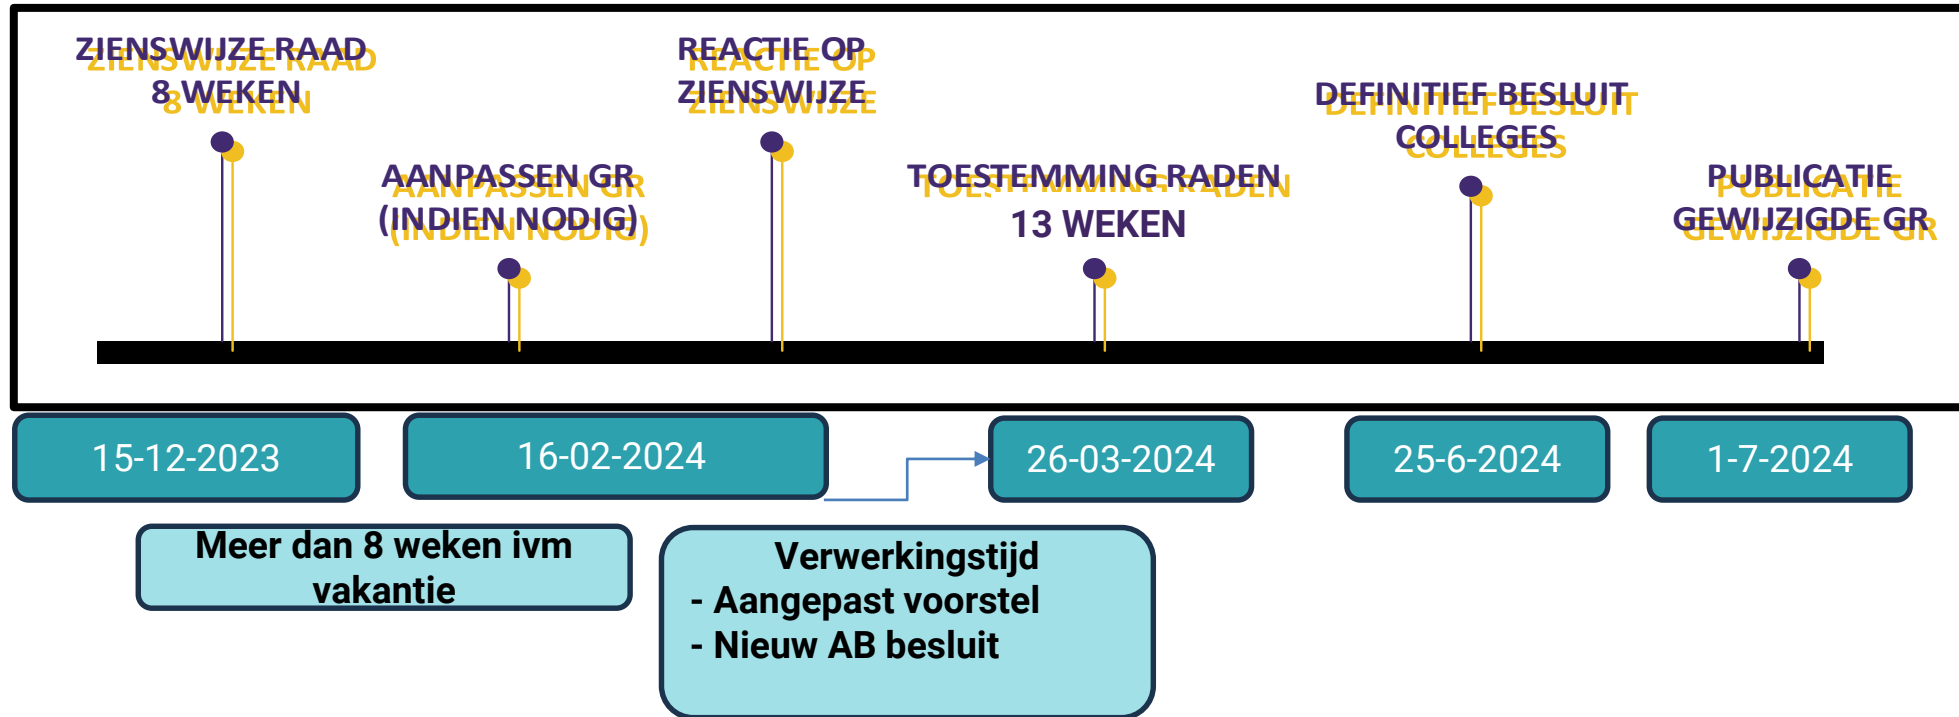 ZIENSWIJZE RAAD
8 WEKEN
AANPASSEN GR
(INDIEN NODIG)
REACTIE OP
ZIENSWIJZE
TOESTEMMING RADEN
13 WEKEN
DEFINITIEF BESLUIT
COLLEGES
PUBLICATIE
GEWIJZIGDE GR
15-12-2023
16-02-2024
26-03-2024
25-6-2024
1-7-2024
Meer dan 8 weken ivm
vakantie
Verwerkingstijd
- Aangepast voorstel
- Nieuw AB besluit